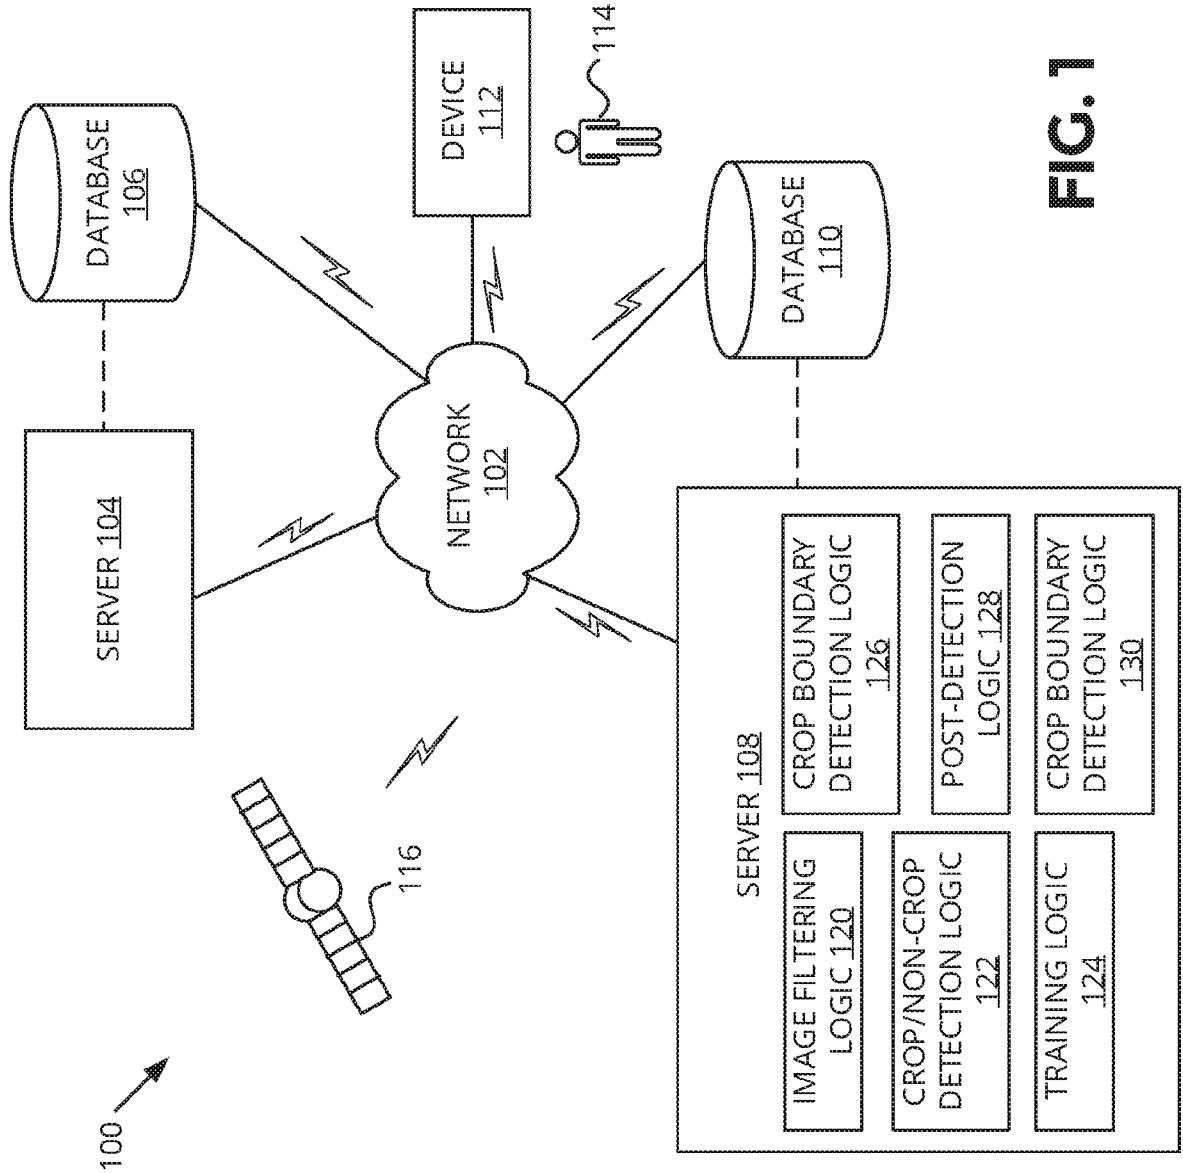 100
116
SERVER 104
DATABASE
106
NETWORK
102
DEVICE
112
114
SERVER 108
IMAGE FILTERING
LOGIC 120
CROP/NON-CROP
DETECTION LOGIC
122
TRAINING LOGIC
124
CROP BOUNDARY
DETECTION LOGIC
126
POST-DETECTION
LOGIC 128
CROP BOUNDARY
DETECTION LOGIC
130
DATABASE
110
FIG. 1